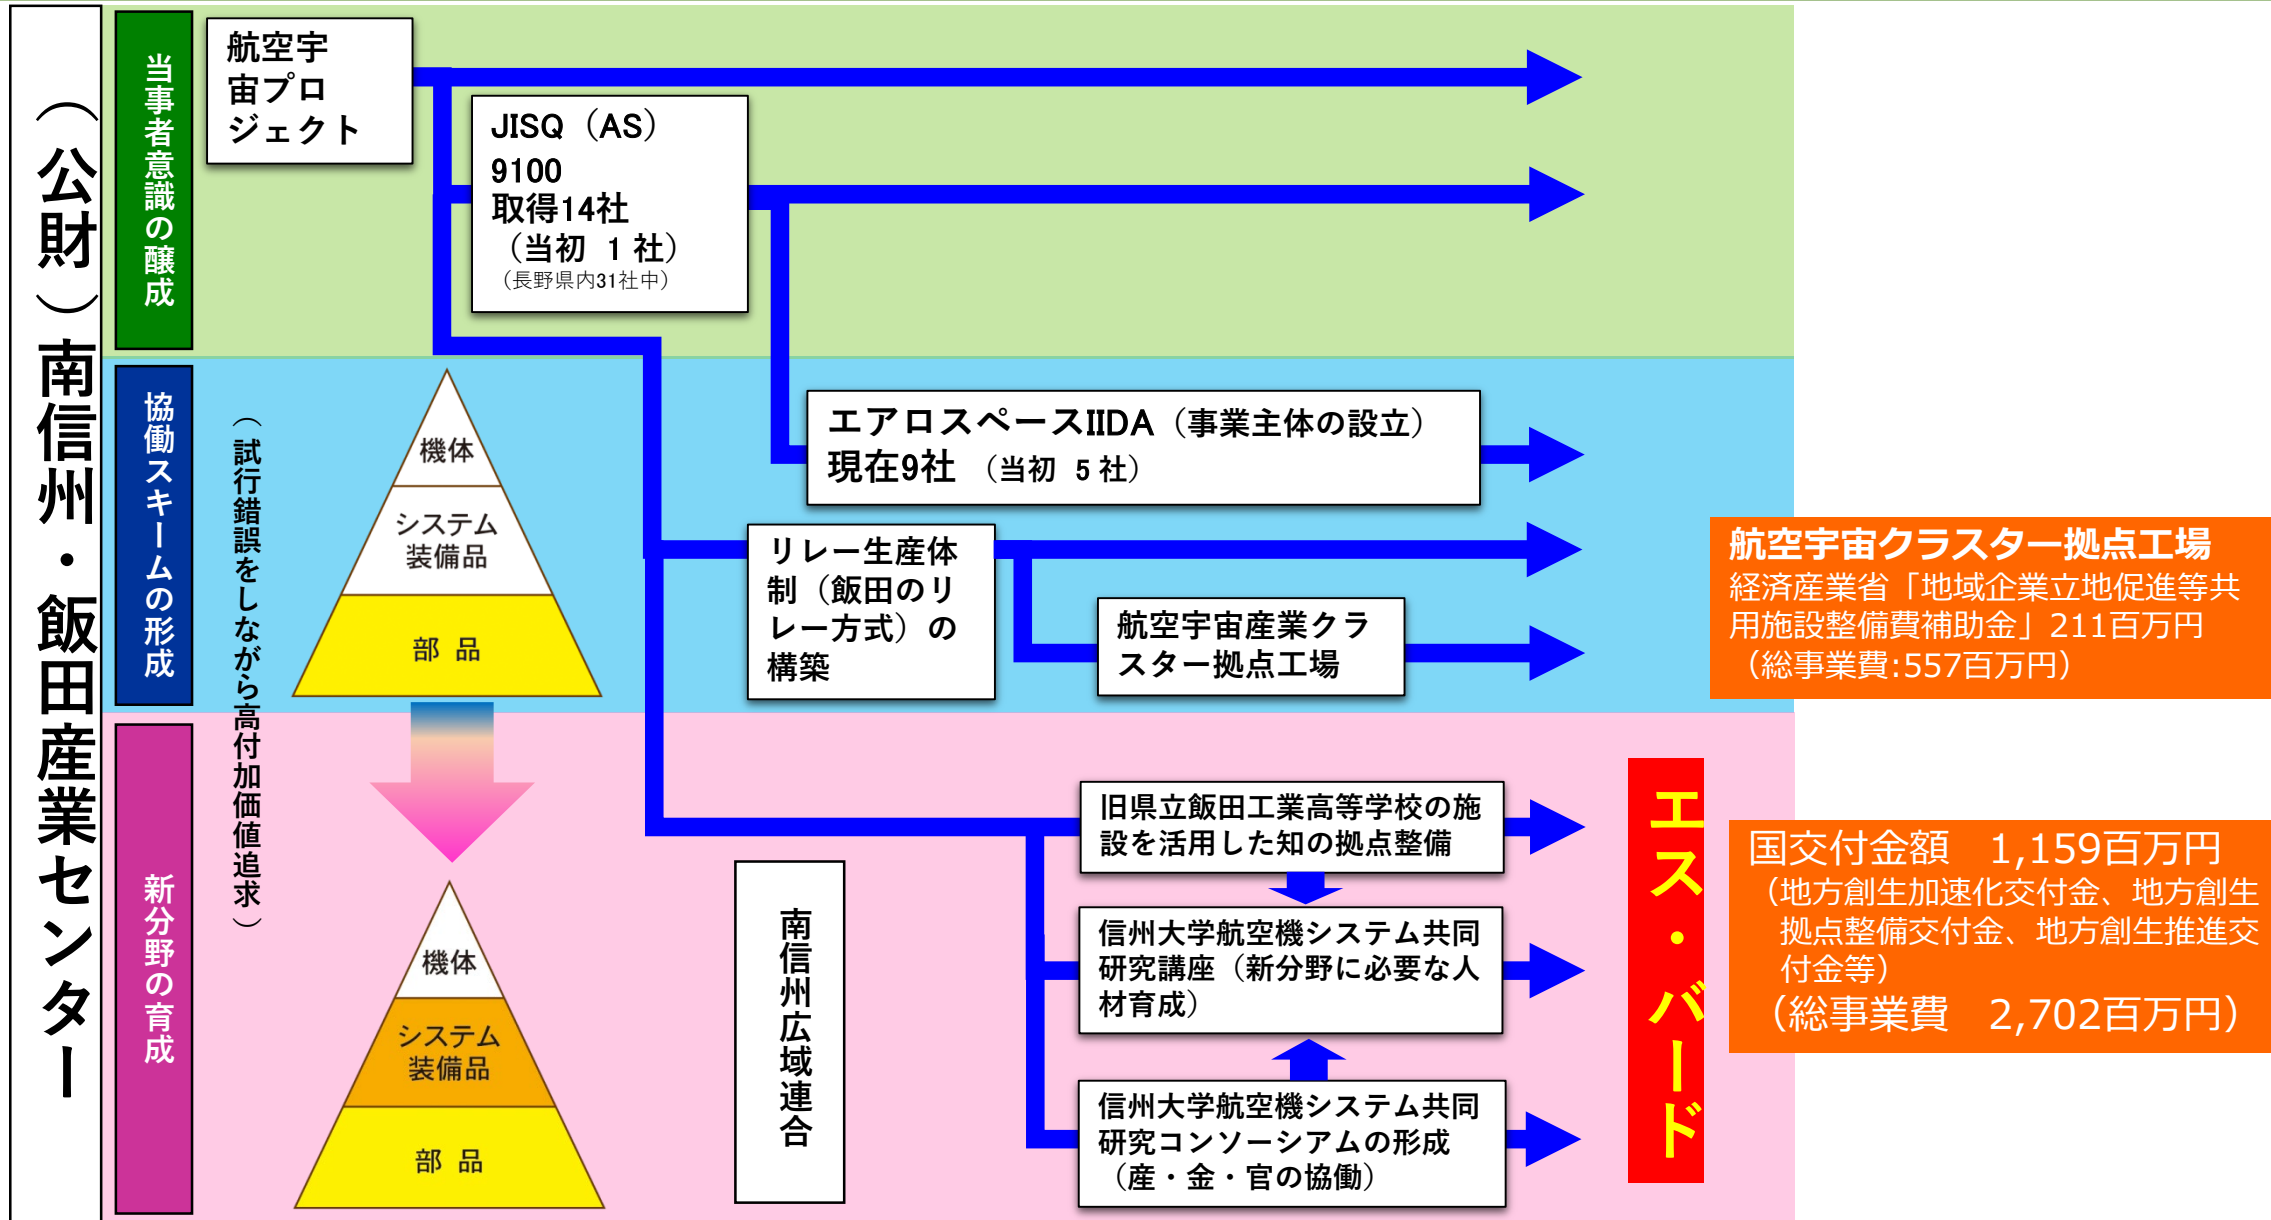 （公財）南信州・飯田産業センター
当事者意識の醸成
航空宇
宙プロ
ジェクト
JISQ（AS）
9100
取得14社
（当初 1 社）
（長野県内31社中）
協働スキームの形成
（試行錯誤をしながら高付加価値追求）
機体
システム
装備品
部 品
エアロスペースIIDA（事業主体の設立）
現在9社 （当初 5 社）
リレー生産体
制（飯田のリ
レー方式）の
構築
航空宇宙産業クラ
スター拠点工場
航空宇宙クラスター拠点工場
経済産業省「地域企業立地促進等共
用施設整備費補助金」211百万円
（総事業費:557百万円）
新分野の育成
機体
システム
装備品
部 品
南信州広域連合
旧県立飯田工業高等学校の施
設を活用した知の拠点整備
信州大学航空機システム共同
研究講座（新分野に必要な人
材育成）
信州大学航空機システム共同
研究コンソーシアムの形成
（産・金・官の協働）
エス・バード
国交付金額　1,159百万円
（地方創生加速化交付金、地方創生
拠点整備交付金、地方創生推進交
付金等）
（総事業費　2,702百万円）